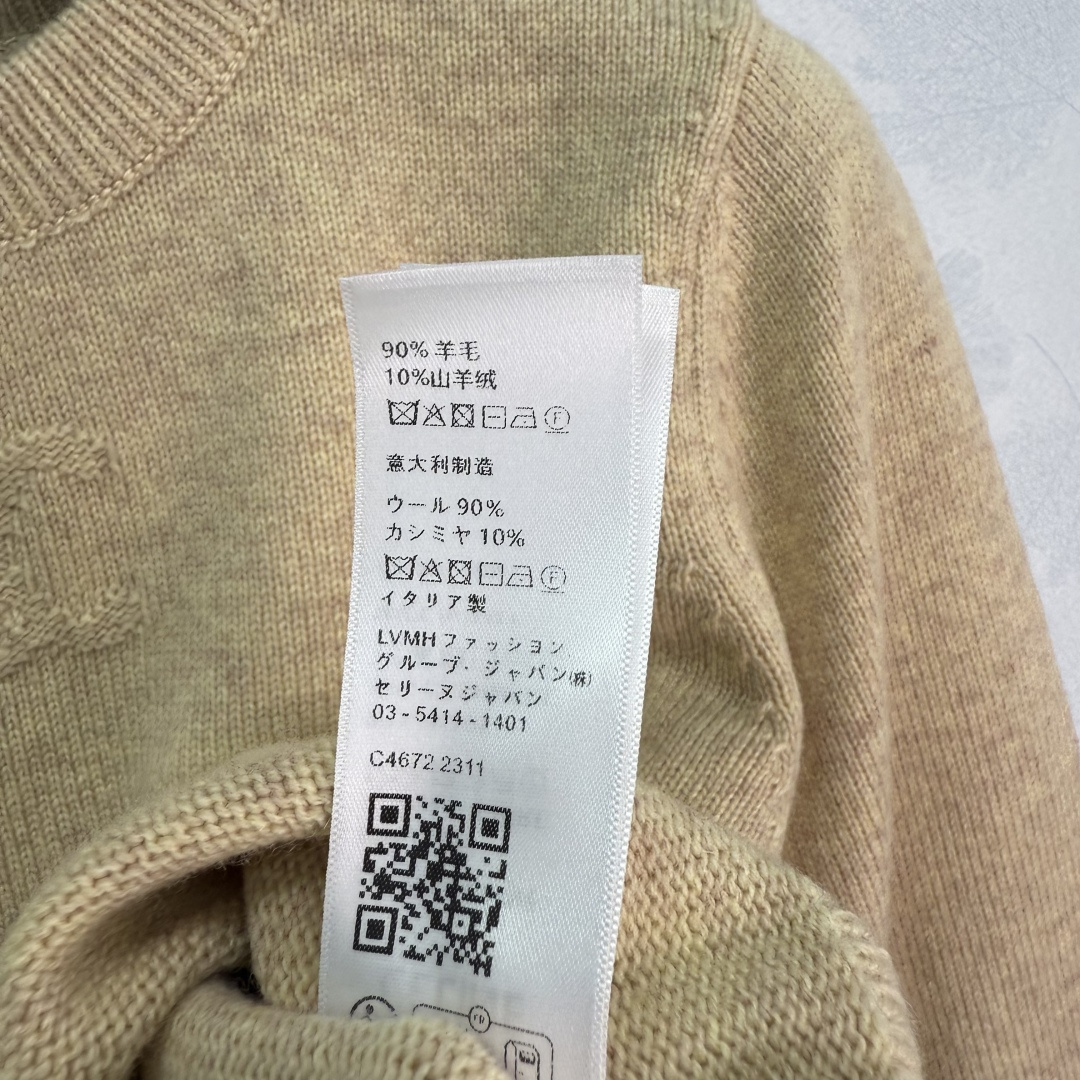 90% 羊毛
10%山羊绒
F
意大利制造
ウール 90%
カシミヤ 10%
F
イタリア製
LVMH ファッション
グループ・ジャパン(株)
セリーヌジャパン
03 - 5414 - 1401
C4672 2311
FR